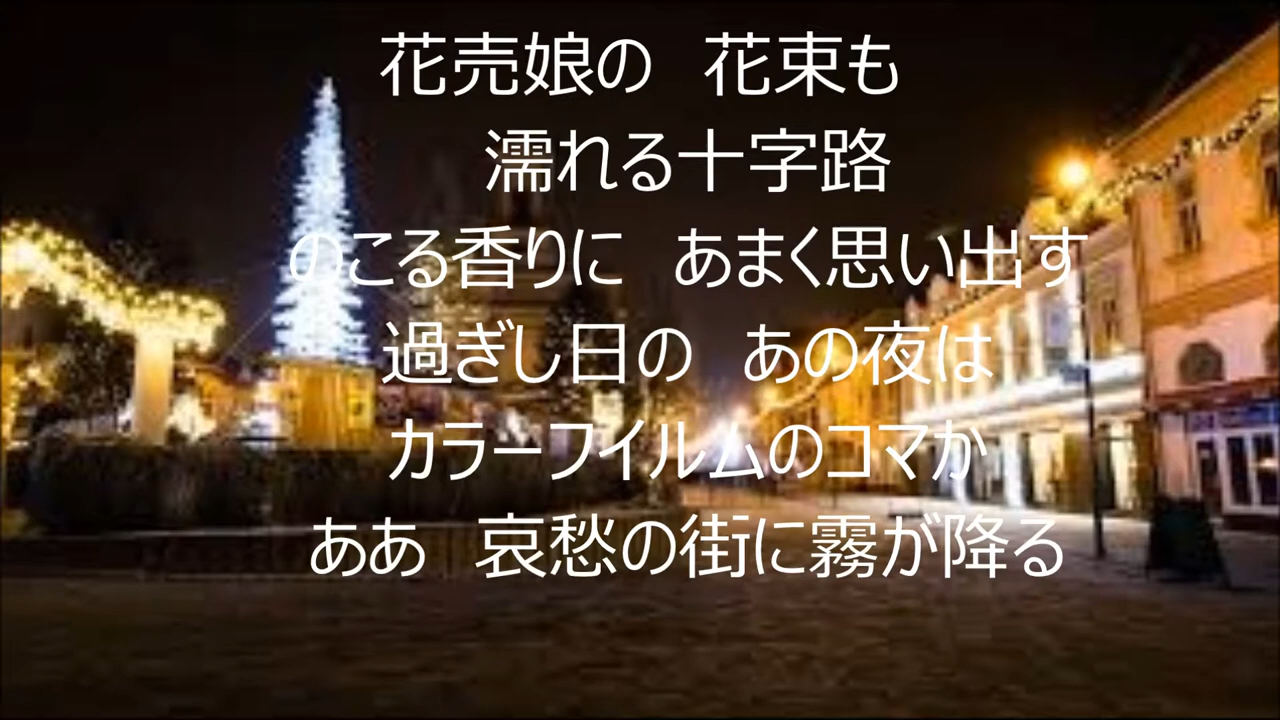 花売娘の　花束も
濡れる十字路
のこる香りに　あまく思い出す
過ぎし日の　あの夜は
カラーフイルムのコマか
ああ　哀愁の街に霧が降る